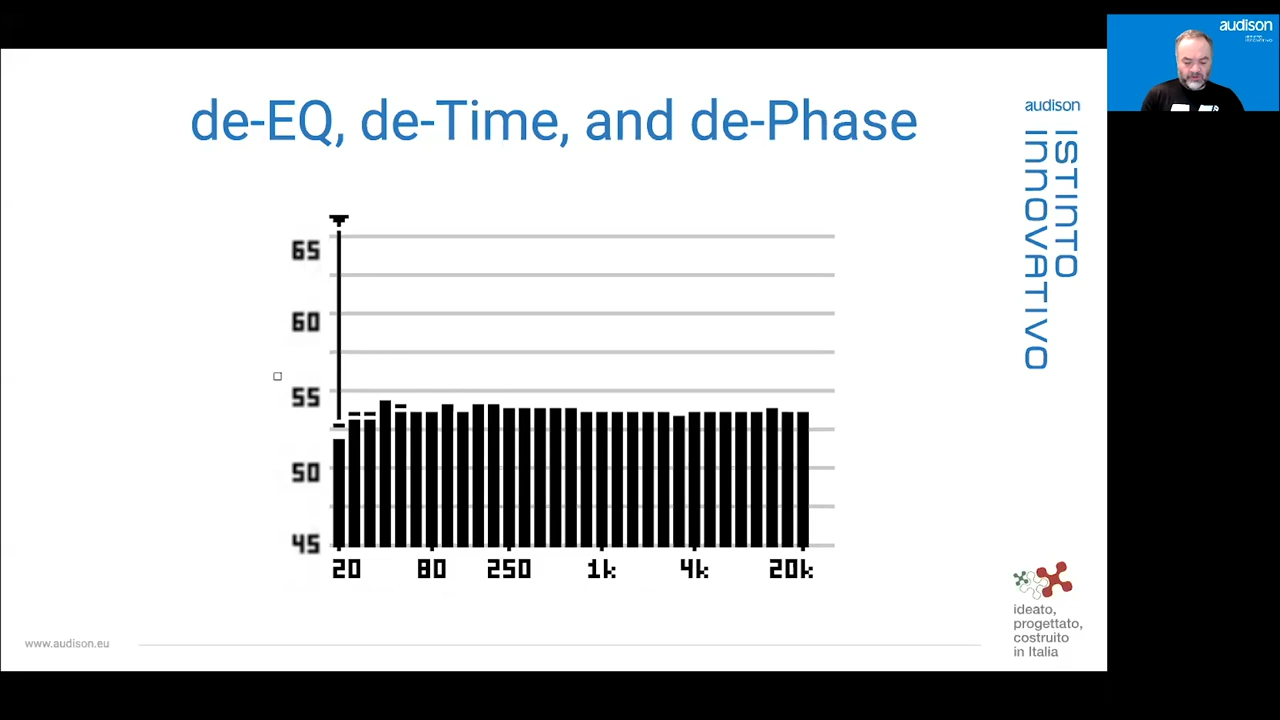 de-EQ, de-Time, and de-Phase
65
60
55
50
45
20 80 250 1k 4k 20k
www.audison.eu
audison
ISTINTO
INNOVATIVO
ideato,
progettato,
costruito
in Italia
audison